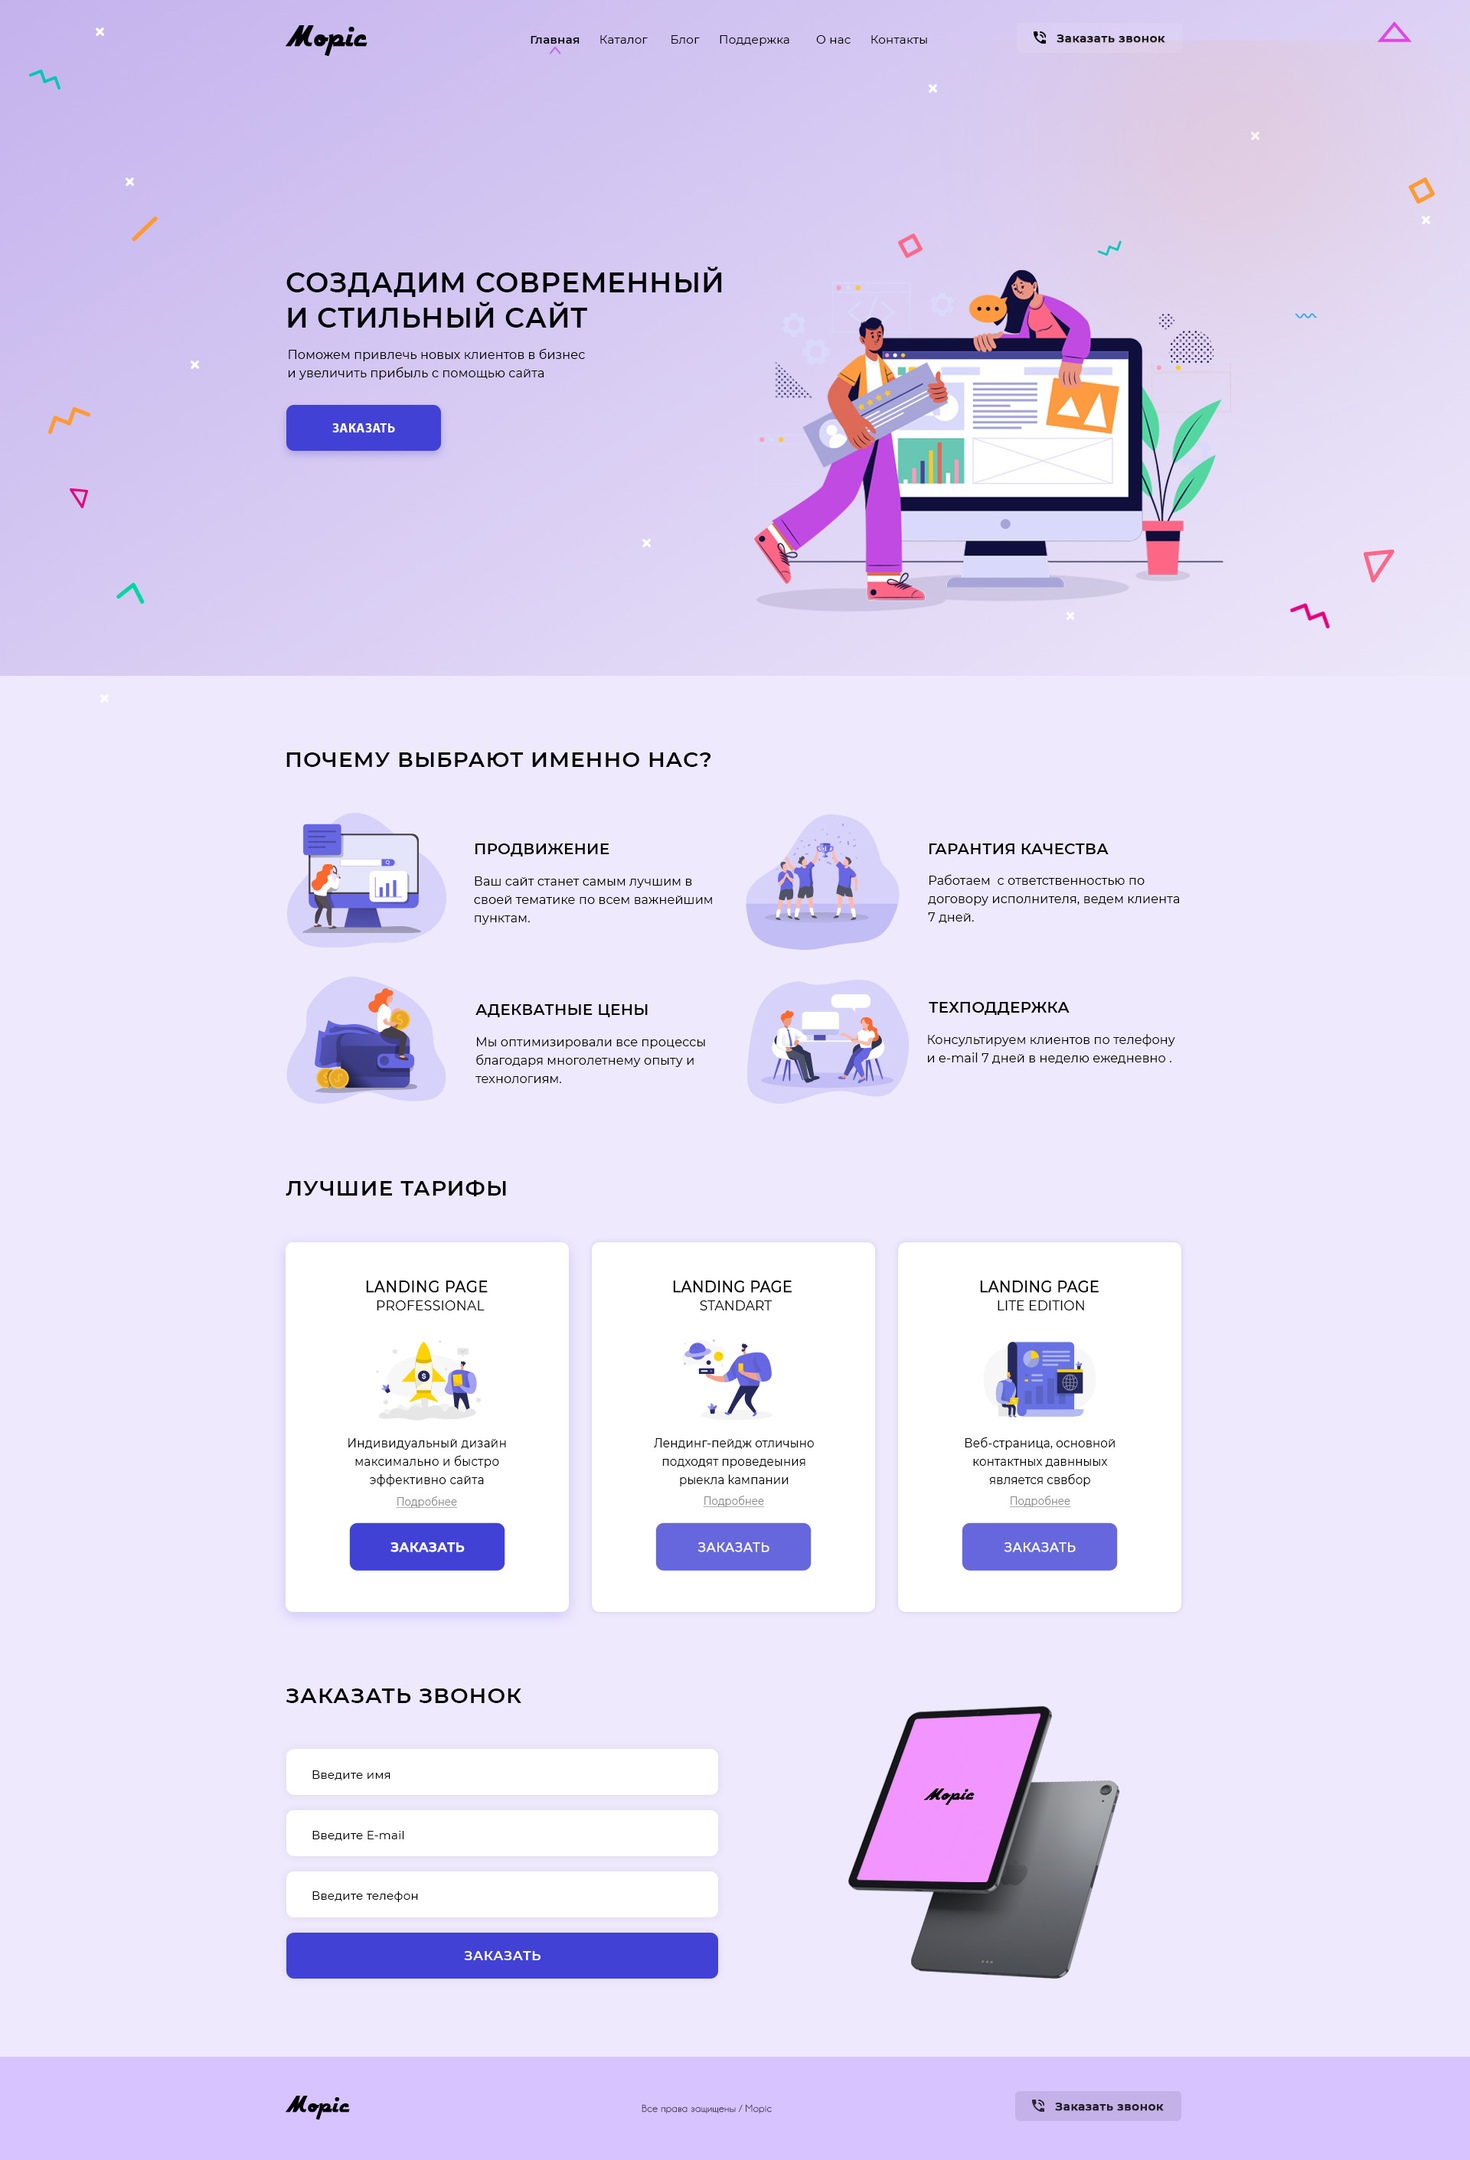 Mopic
Главная Каталог Блог Поддержка О нас Контакты
Заказать звонок
СОЗДАДИМ СОВРЕМЕННЫЙ
И СТИЛЬНЫЙ САЙТ
Поможем привлечь новых клиентов в бизнес
и увеличить прибыль с помощью сайта
ЗАКАЗАТЬ
ПОЧЕМУ ВЫБРАЮТ ИМЕННО НАС?
ПРОДВИЖЕНИЕ
Ваш сайт станет самым лучшим в
своей тематике по всем важнейшим
пунктам.
ГАРАНТИЯ КАЧЕСТВА
Работаем с ответственностью по
договору исполнителя, ведем клиента
7 дней.
АДЕКВАТНЫЕ ЦЕНЫ
Мы оптимизировали все процессы
благодаря многолетнему опыту и
технологиям.
ТЕХПОДДЕРЖКА
Консультируем клиентов по телефону
и e-mail 7 дней в неделю ежедневно .
ЛУЧШИЕ ТАРИФЫ
LANDING PAGE
PROFESSIONAL
Индивидуальный дизайн
максимально и быстро
эффективно сайта
Подробнее
ЗАКАЗАТЬ
LANDING PAGE
STANDART
Лендинг-пейдж отличыно
подходят проведеыния
рыекла kампании
Подробнее
ЗАКАЗАТЬ
LANDING PAGE
LITE EDITION
Веб-страница, основной
контактных давнныых
является сввбор
Подробнее
ЗАКАЗАТЬ
ЗАКАЗАТЬ ЗВОНОК
Введите имя
Введите E-mail
Введите телефон
ЗАКАЗАТЬ
Mopic
Mopic
Все права защищены / Mopic
Заказать звонок